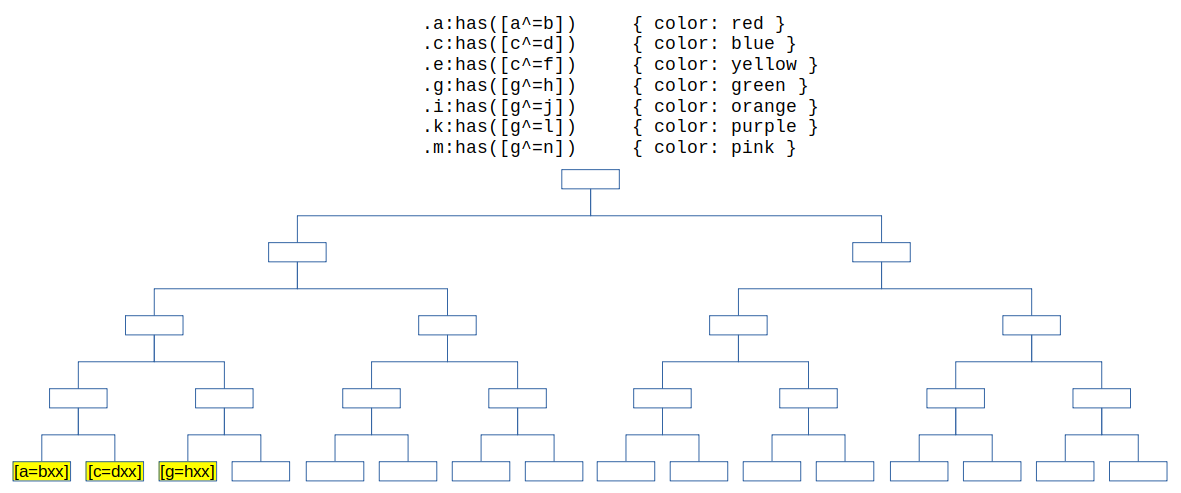 .a:has([a^=b]) { color: red }
.c:has([c^=d]) { color: blue }
.e:has([c^=f]) { color: yellow }
.g:has([g^=h]) { color: green }
.i:has([g^=j]) { color: orange }
.k:has([g^=l]) { color: purple }
.m:has([g^=n]) { color: pink }
[a=bxx] [c=dxx] [g=hxx]